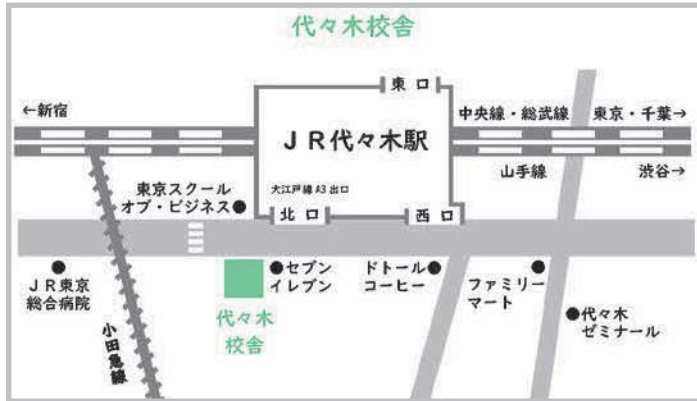 代々木校舎
東口
←新宿
中央線・総武線
東京・千葉→
JR代々木駅
山手線
渋谷→
東京スクール
オブ・ビジネス●
大江戸線A3出口
北口
西口
JR東京
総合病院
小田急線
代々木
校舎
●セブン
イレブン
ドトール●
コーヒー
ファミリー
マート
●代々木
ゼミナール